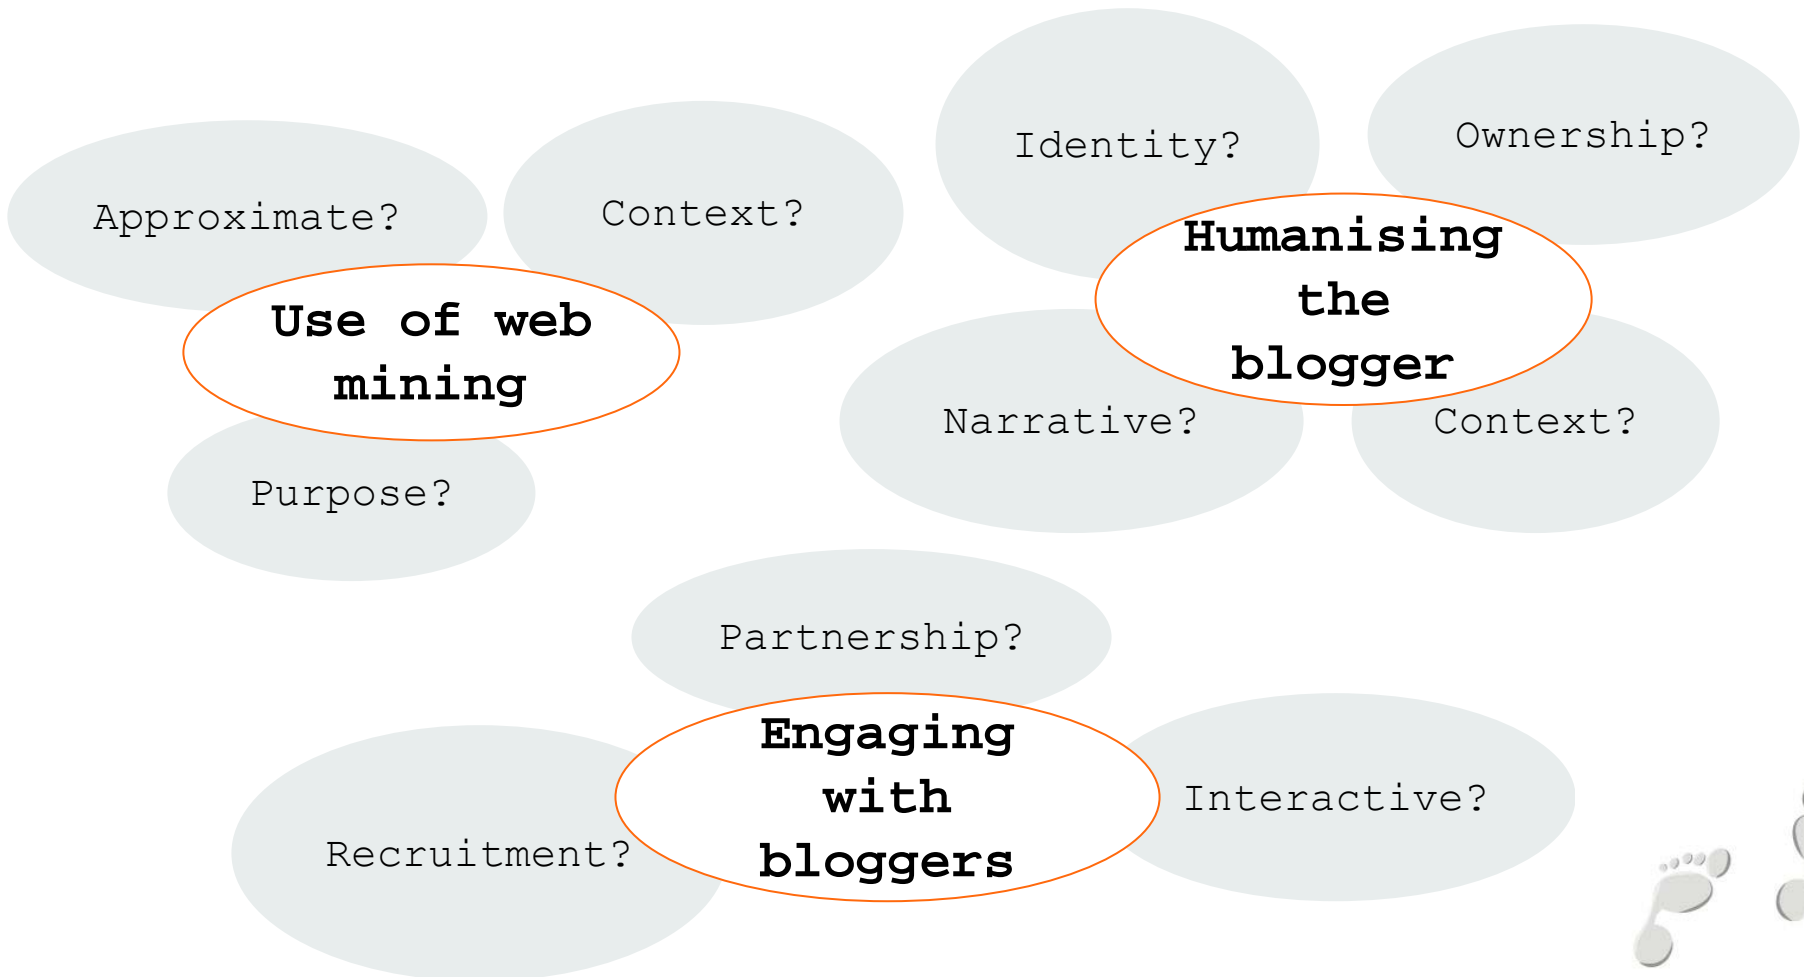 Approximate?
Context?
Use of web
mining
Purpose?
Identity?
Ownership?
Humanising
the
blogger
Narrative?
Context?
Partnership?
Engaging
with
bloggers
Recruitment?
Interactive?